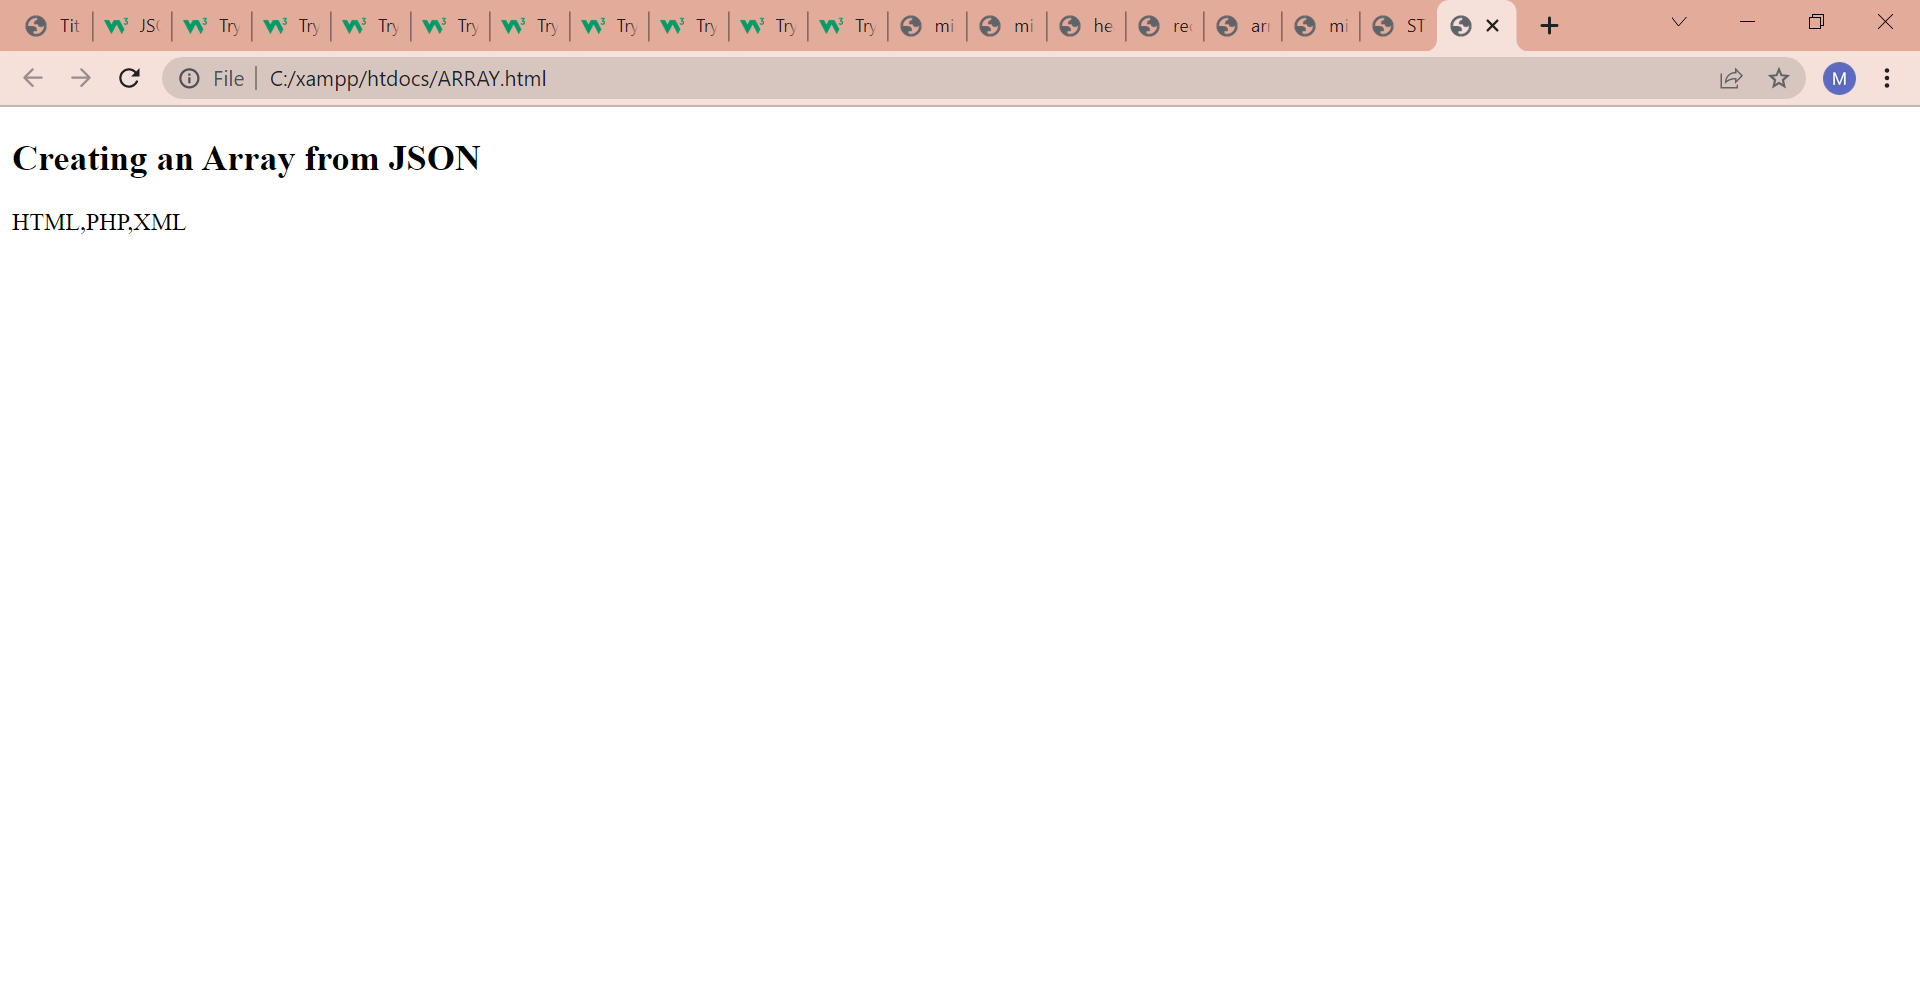 Tit JS Try Try Try Try Try Try Try Try Try mi mi he re ar mi ST
File C:/xampp/htdocs/ARRAY.html M
Creating an Array from JSON
HTML,PHP,XML